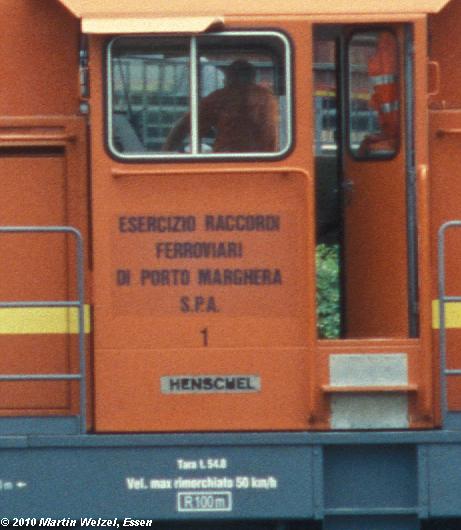 ESERCIZIO RACCORDI
FERROVIARI
DI PORTO MARGHERA
S.P.A.
1
HENSCHEL
Tara t. 54.0
Vel. max rimorchiato 50 km/h
R 100 m
m
© 2010 Martin Welzel, Essen